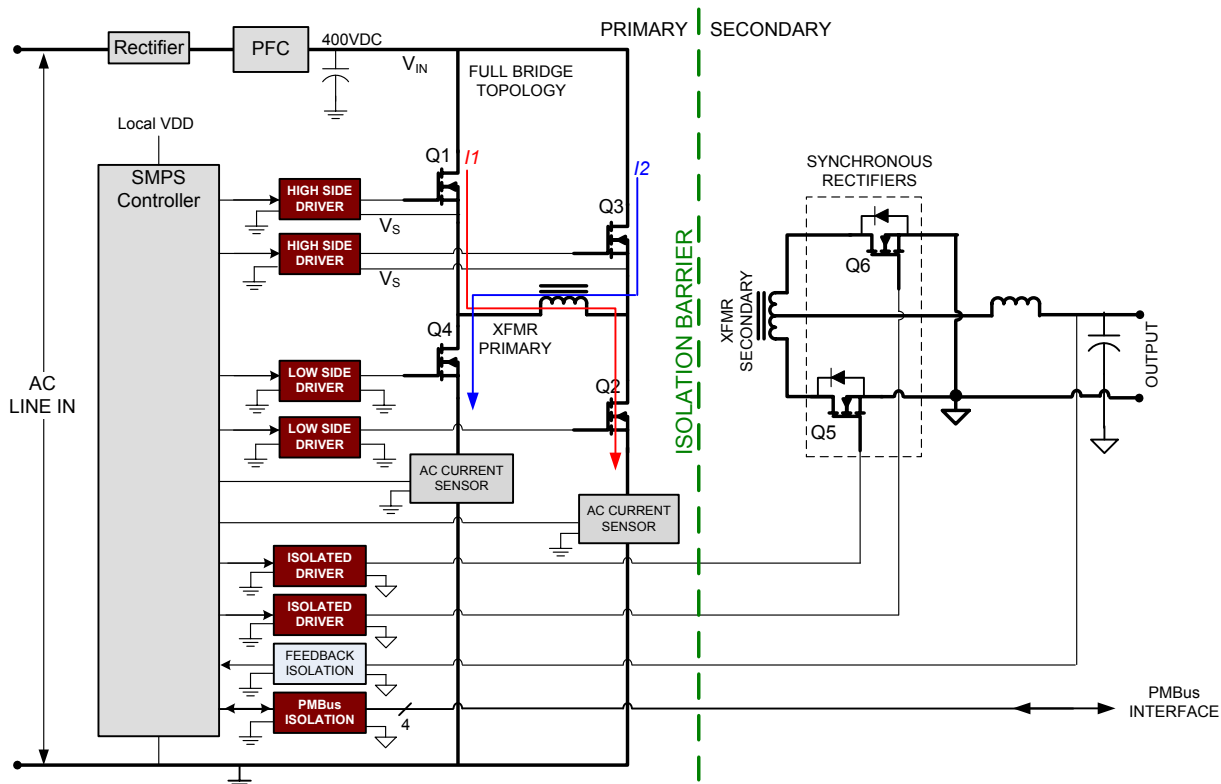 PRIMARY
SECONDARY
Rectifier
PFC
400VDC
VIN
FULL BRIDGE
TOPOLOGY
Local VDD
SMPS
Controller
Q1
I1
I2
HIGH SIDE
DRIVER
VS
Q3
HIGH SIDE
DRIVER
VS
SYNCHRONOUS
RECTIFIERS
Q6
ISOLATION BARRIER
XFMR
SECONDARY
Q4
XFMR
PRIMARY
AC
LINE IN
LOW SIDE
DRIVER
Q2
LOW SIDE
DRIVER
Q5
OUTPUT
AC CURRENT
SENSOR
AC CURRENT
SENSOR
ISOLATED
DRIVER
ISOLATED
DRIVER
FEEDBACK
ISOLATION
PMBus
ISOLATION
4
PMBus
INTERFACE